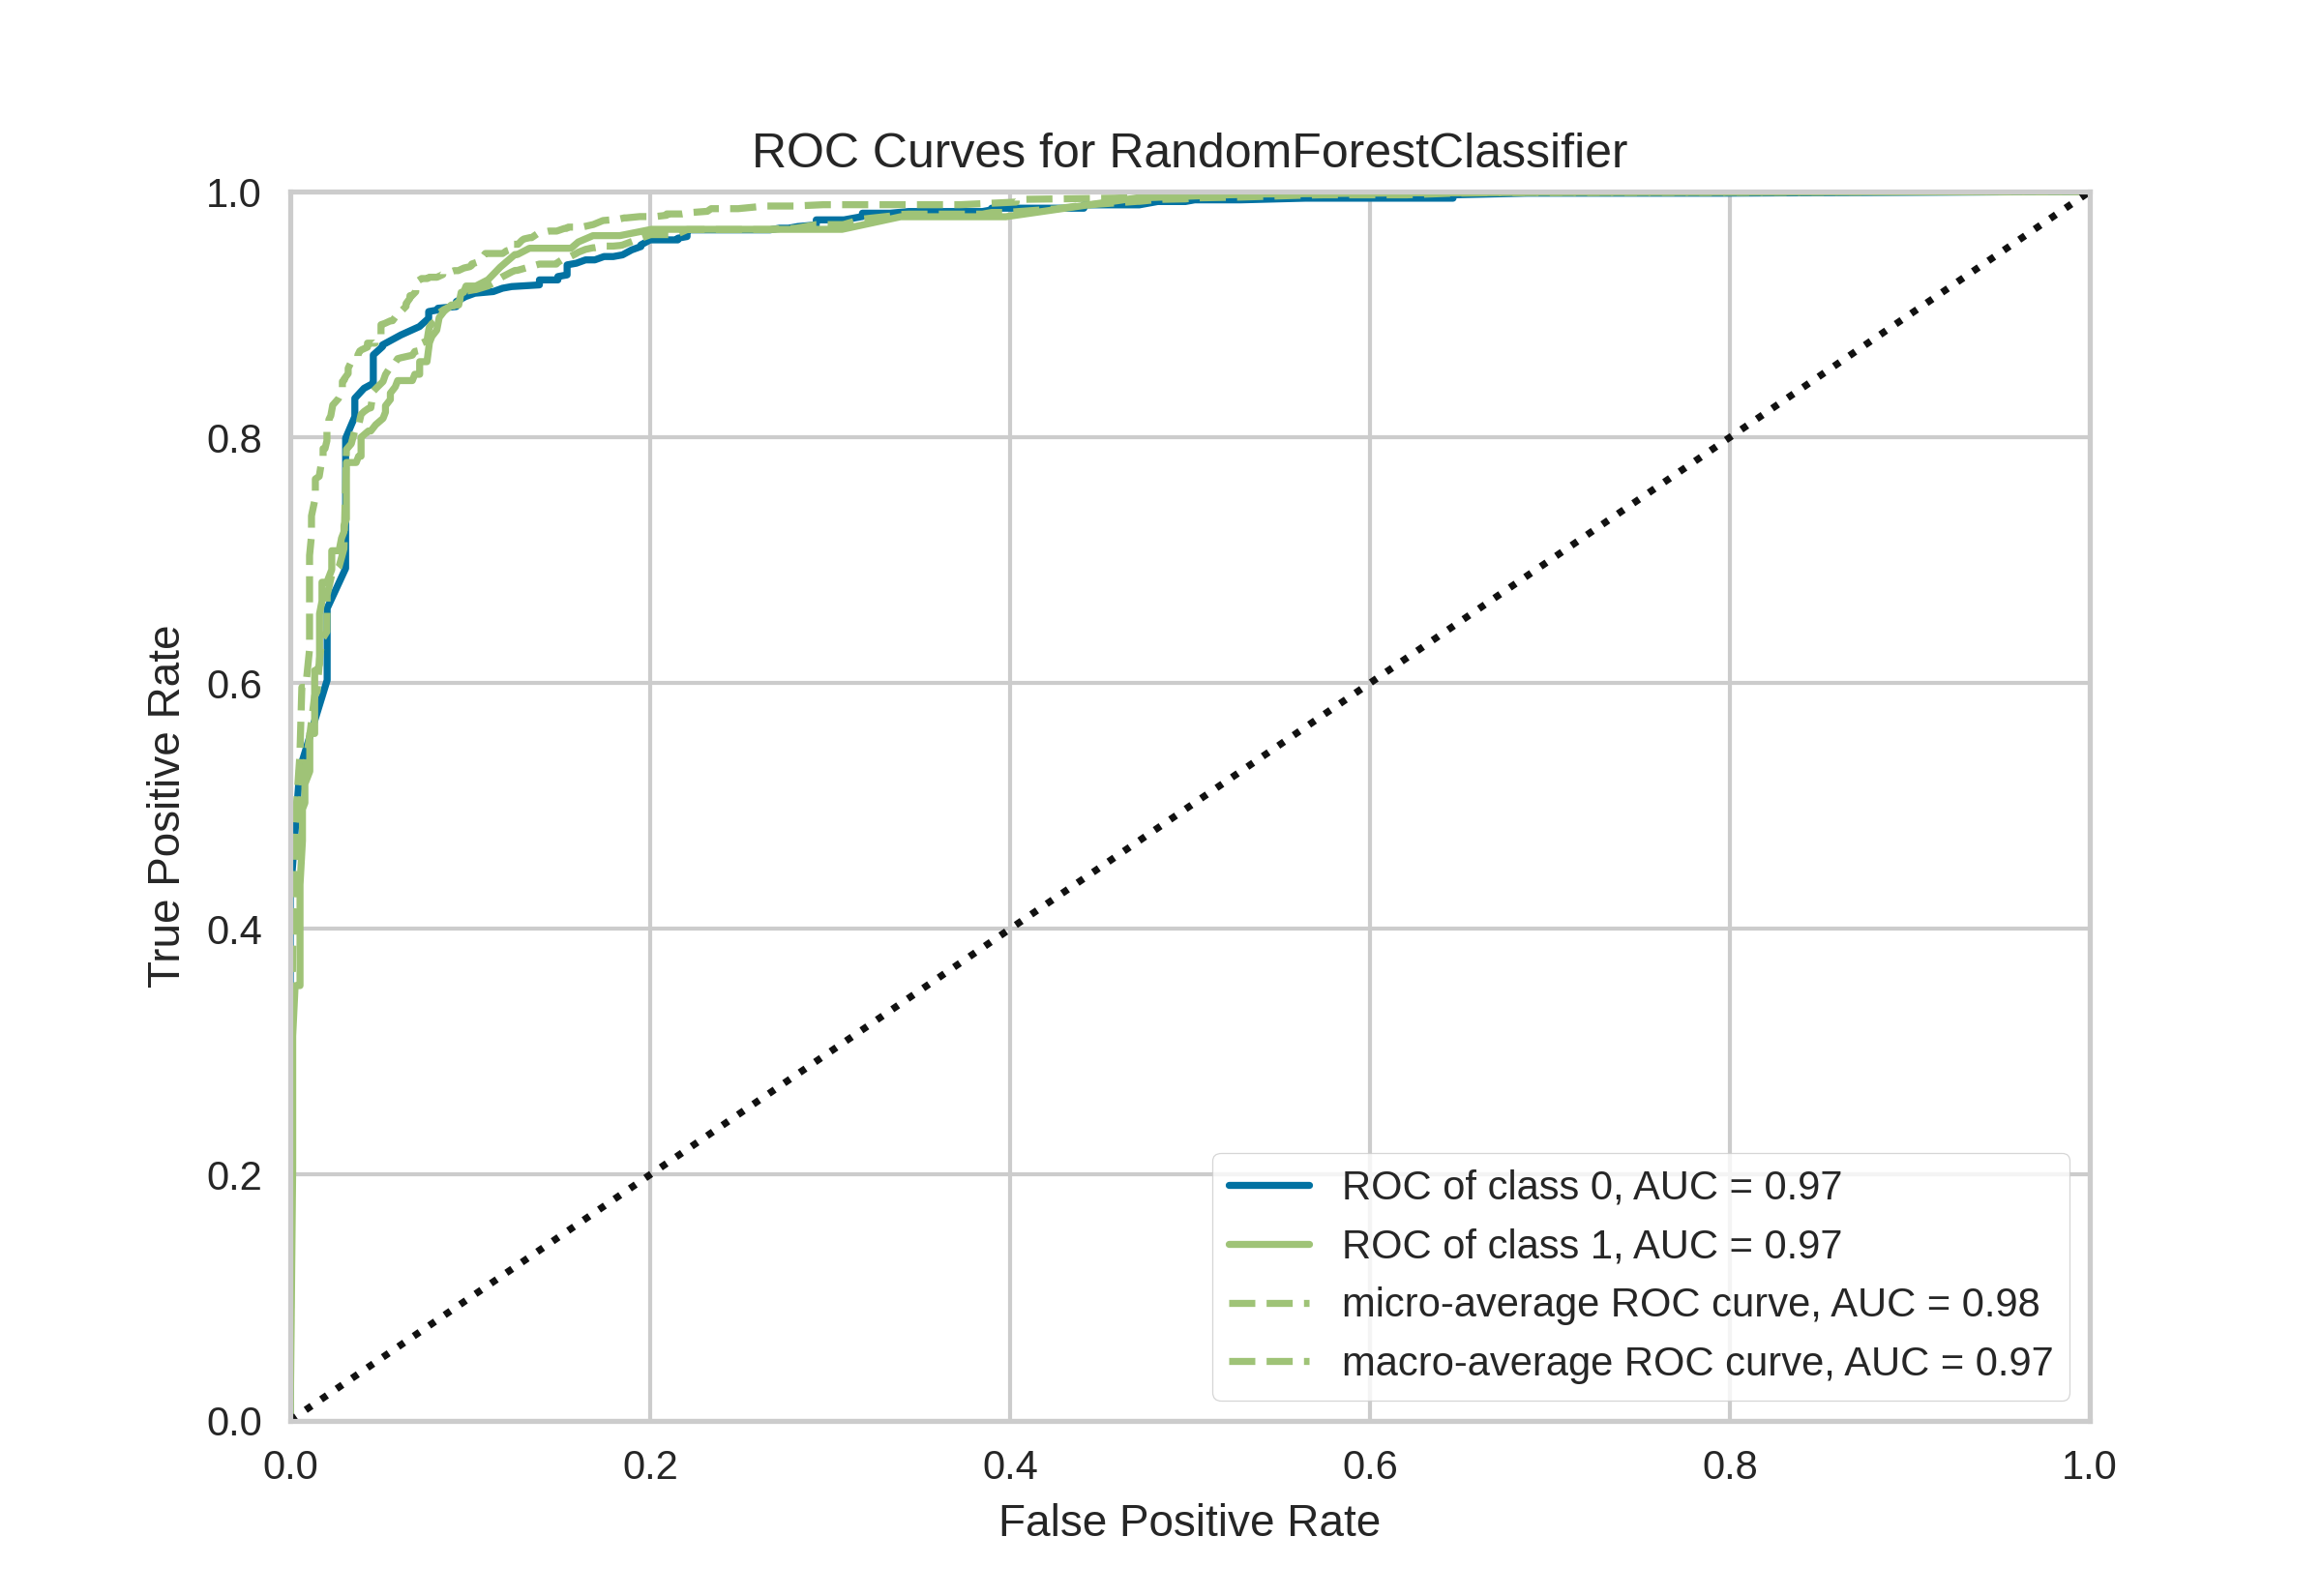 ROC Curves for RandomForestClassifier
1.0
0.8
0.6
0.4
0.2
0.0
True Positive Rate
ROC of class 0, AUC = 0.97
ROC of class 1, AUC = 0.97
micro-average ROC curve, AUC = 0.98
macro-average ROC curve, AUC = 0.97
0.0 0.2 0.4 0.6 0.8 1.0
False Positive Rate